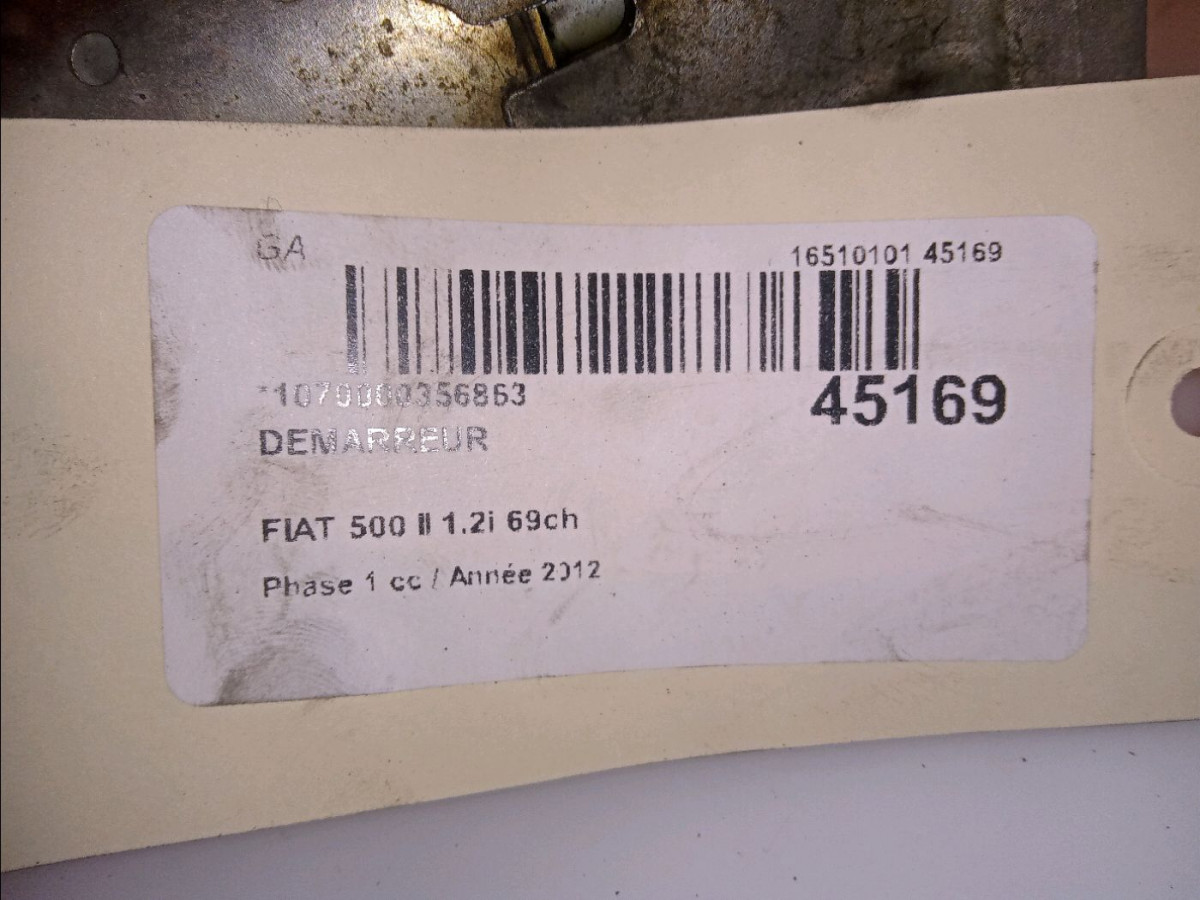 GA
16510101 45169
*1070000356863
45169
DEMARREUR
FIAT 500 II 1.2i 69ch
Phase 1 cc / Année 2012